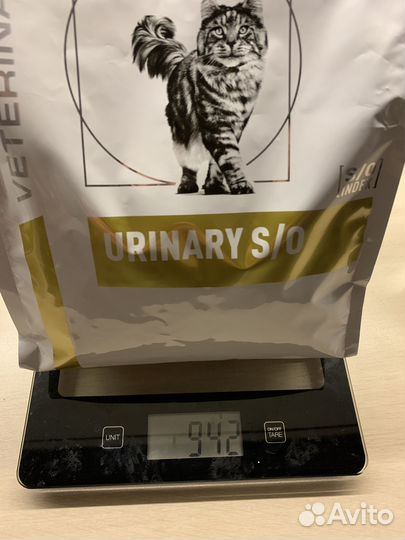 VETERINA
[S/O
INDEX]
URINARY S/O
UNIT
942
ON/OFF
TARE
Avito